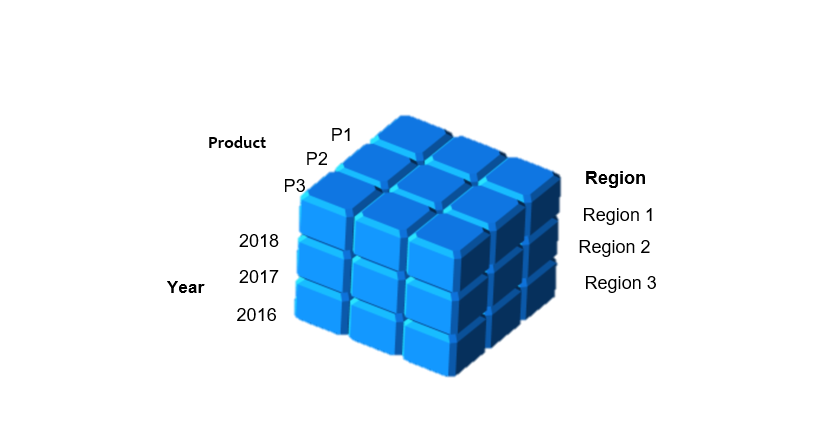 Product
P1
P2
P3
Region
Region 1
Region 2
Region 3
Year
2018
2017
2016